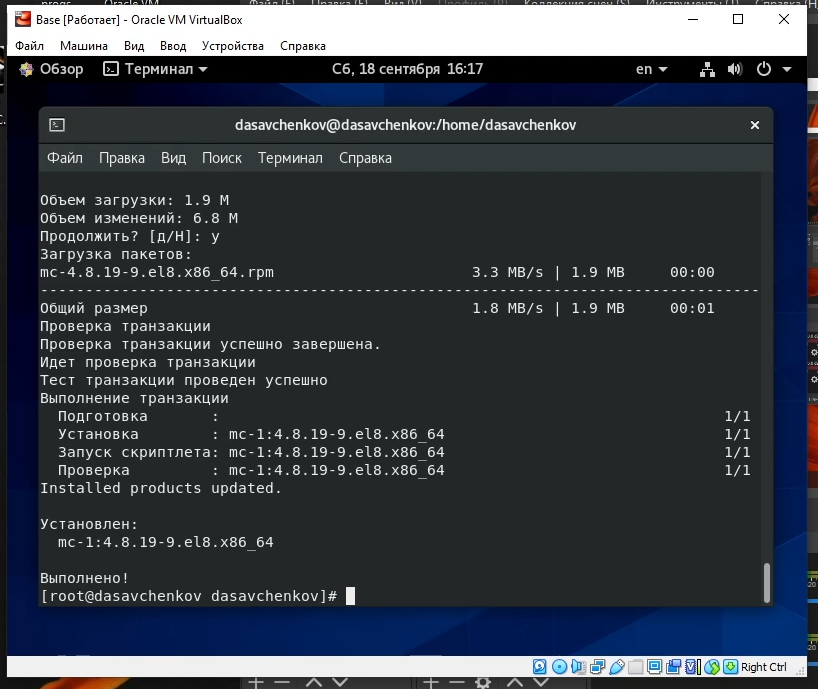 Base [Работает] - Oracle VM VirtualBox
Файл Машина Вид Ввод Устройства Справка
Обзор Терминал Сб, 18 сентября 16:17 en
dasavchenkov@dasavchenkov:/home/dasavchenkov
Файл Правка Вид Поиск Терминал Справка
Объем загрузки: 1.9 M
Объем изменений: 6.8 M
Продолжить? [д/Н]: y
Загрузка пакетов:
mc-4.8.19-9.el8.x86_64.rpm 3.3 MB/s | 1.9 MB 00:00
--------------------------------------------------------------------------------
Общий размер 1.8 MB/s | 1.9 MB 00:01
Проверка транзакции
Проверка транзакции успешно завершена.
Идет проверка транзакции
Тест транзакции проведен успешно
Выполнение транзакции
Подготовка : 1/1
Установка : mc-1:4.8.19-9.el8.x86_64 1/1
Запуск скриптлета: mc-1:4.8.19-9.el8.x86_64 1/1
Проверка : mc-1:4.8.19-9.el8.x86_64 1/1
Installed products updated.
Установлен:
mc-1:4.8.19-9.el8.x86_64
Выполнено!
[root@dasavchenkov dasavchenkov]#
Right Ctrl